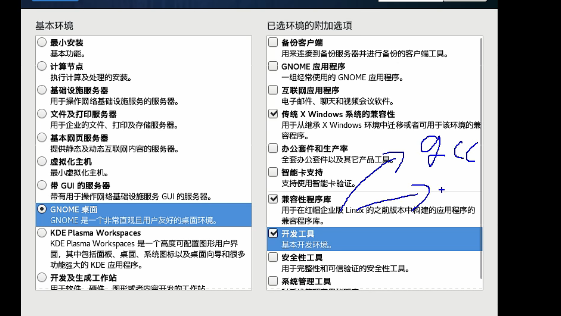 基本环境
最小安装
基本功能。
计算节点
执行计算及处理的安装。
基础设施服务器
用于操作网络基础设施服务的服务器。
文件及打印服务器
用于企业的文件、打印及存储服务器。
基本网页服务器
提供静态及动态互联网内容的服务器。
虚拟化主机
最小虚拟化主机。
带 GUI 的服务器
带有用于操作网络基础设施服务 GUI 的服务器。
GNOME 桌面
GNOME 是一个非常直观且用户友好的桌面环境。
KDE Plasma Workspaces
KDE Plasma Workspaces 是一个高度可配置图形用户界
面，其中包括面板、桌面、系统图标以及桌面向导和很多
功能强大的 KDE 应用程序。
开发及生成工作站
用于软件、硬件、图形或者内容开发的工作站
已选环境的附加选项
备份客户端
用来连接到备份服务器并进行备份的客户端工具。
GNOME 应用程序
一组经常使用的 GNOME 应用程序。
互联网应用程序
电子邮件、聊天和视频会议软件。
传统 X Windows 系统的兼容性
用于从继承 X Windows 环境中迁移或者可用于该环境的兼
容程序。
办公套件和生产率
全套办公套件以及其它产品工具。
智能卡支持
支持使用智能卡验证。
gcc
兼容性程序库
用于在红帽企业版 Linux 的之前版本中构建的应用程序的
兼容程序库。
开发工具
基本开发环境。
安全性工具
用于完整性和可信验证的安全性工具。
系统管理工具